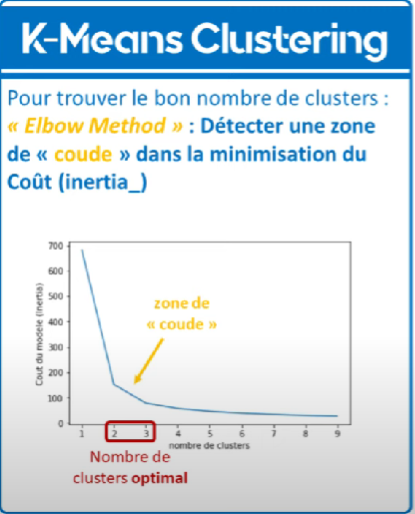 K-Means Clustering
Pour trouver le bon nombre de clusters :
« Elbow Method » : Détecter une zone
de « coude » dans la minimisation du
Coût (inertia_)
700
600
500
400
300
200
100
0
Cout du modele (Inertia)
zone de
« coude »
1 2 3 4 5 6 7 8 9
nombre de clusters
Nombre de
clusters optimal